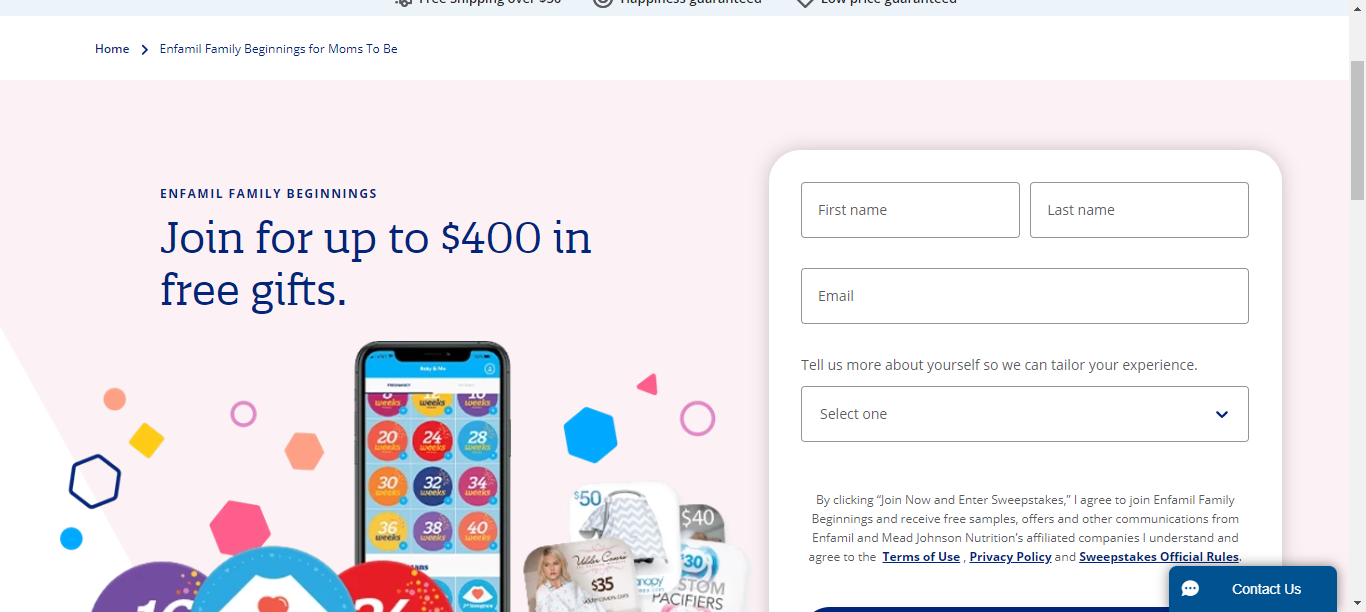 Free Shipping over $50
Happiness guaranteed
Low price guaranteed
Home
Enfamil Family Beginnings for Moms To Be
ENFAMIL FAMILY BEGINNINGS
Join for up to $400 in
free gifts.
First name
Last name
Email
Tell us more about yourself so we can tailor your experience.
Select one
By clicking “Join Now and Enter Sweepstakes,” I agree to join Enfamil Family
Beginnings and receive free samples, offers and other communications from
Enfamil and Mead Johnson Nutrition's affiliated companies I understand and
agree to the Terms of Use , Privacy Policy and Sweepstakes Official Rules.
Contact Us
Baby & Me
PREGNANCY
weeks weeks weeks
20 24 28
weeks weeks weeks
30 32 34
weeks weeks weeks
36 38 40
weeks weeks weeks
$50
$40
$30
Udder Covers
$35
PACIFIERS